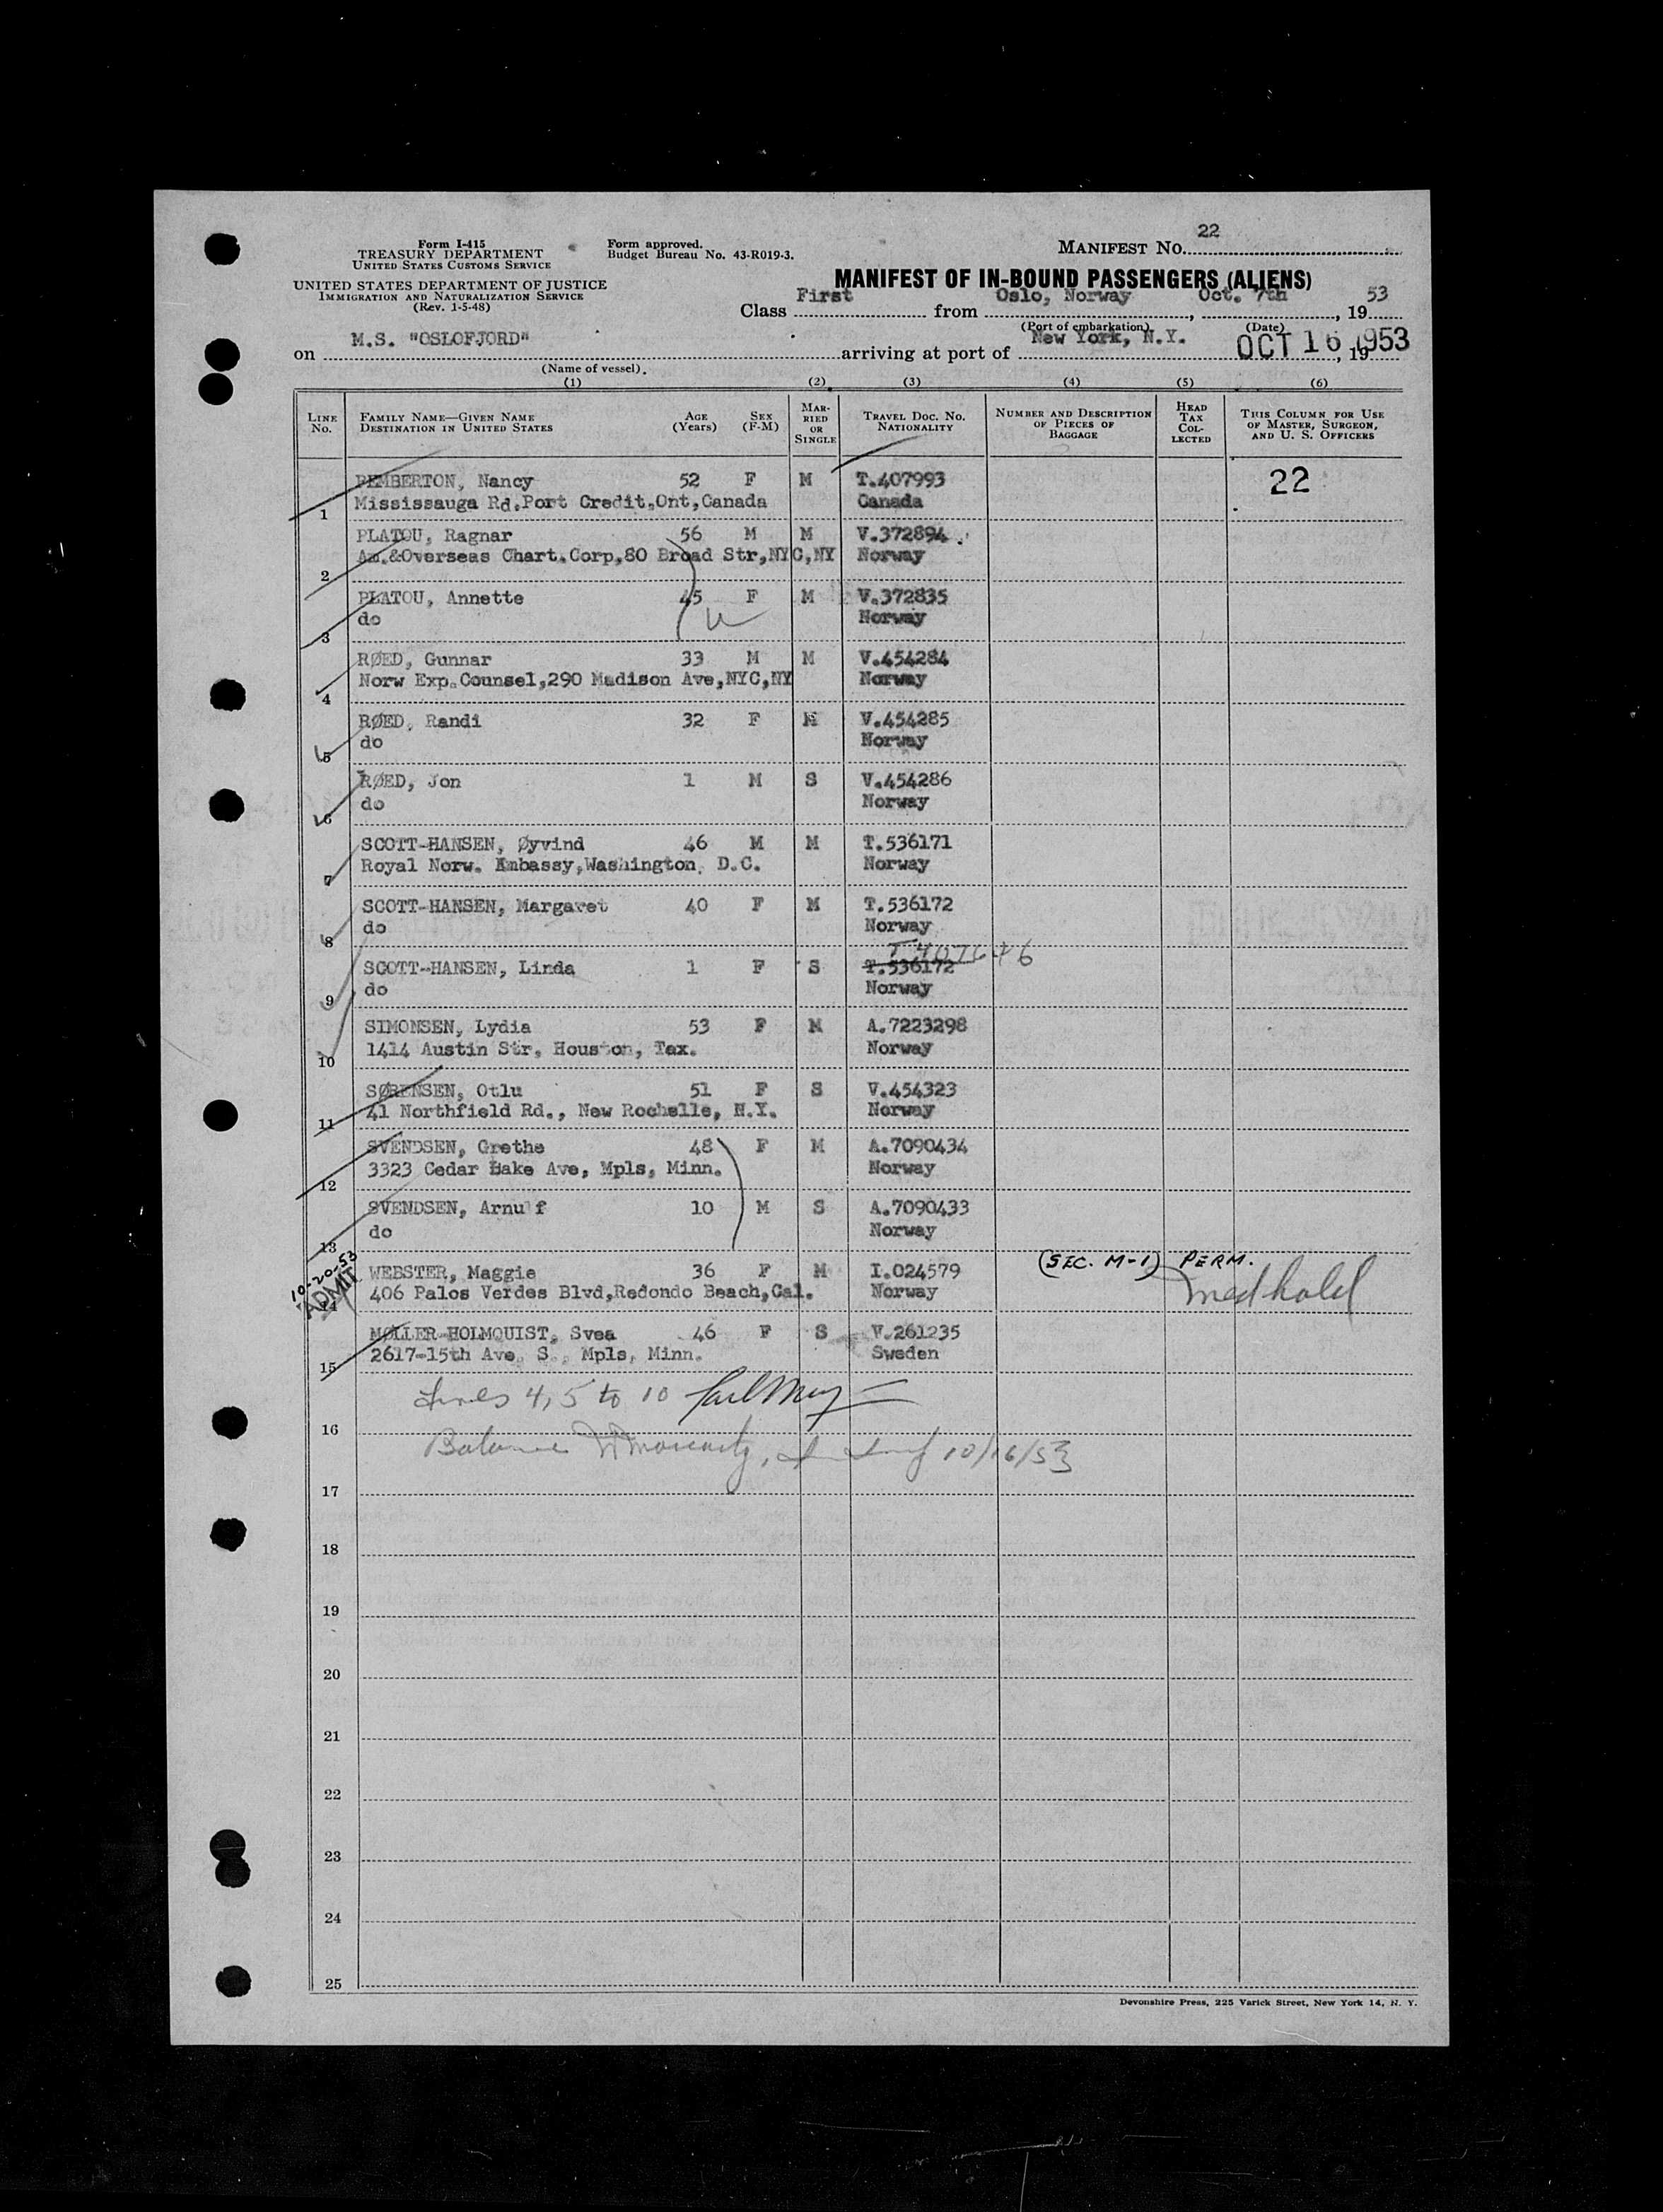 22
Form I-415
TREASURY DEPARTMENT
UNITED STATES CUSTOMS SERVICE
Form approved.
Budget Bureau No. 43-R019-3.
MANIFEST No.
UNITED STATES DEPARTMENT OF JUSTICE
IMMIGRATION AND NATURALIZATION SERVICE
(Rev. 1-5-48)
MANIFEST OF IN-BOUND PASSENGERS (ALIENS)
Class First from Oslo, Norway, Oct. 7th, 1953
(Port of embarkation) (Date)
on M.S. "OSLOFJORD" arriving at port of New York, N.Y. OCT 16 1953, 19
(Name of vessel)
(1) (2) (3) (4) (5) (6)
LINE No. FAMILY NAME—GIVEN NAME DESTINATION IN UNITED STATES AGE (Years) SEX (F-M) MARRIED OR SINGLE TRAVEL DOC. NO. NATIONALITY NUMBER AND DESCRIPTION OF PIECES OF BAGGAGE HEAD TAX COLLECTED THIS COLUMN FOR USE OF MASTER, SURGEON, AND U. S. OFFICERS
PEMBERTON, Nancy 52 F M T.407993 22
1 Mississauga Rd.Port Credit.Ont,Canada Canada
PLATOU, Ragnar 56 M M V.372894.
2 Am.&Overseas Chart.Corp,80 Broad Str,NYC,NY Norway
PLATOU, Annette 45 F M V.372835
3 do Norway
RØED, Gunnar 33 M M V.454284
4 Norw Exp.Counsel,290 Madison Ave,NYC,NY Norway
RØED, Randi 32 F M V.454285
5 do Norway
RØED, Jon 1 M S V.454286
6 do Norway
SCOTT-HANSEN, Øyvind 46 M M T.536171
7 Royal Norw. Embassy,Washington, D.C. Norway
SCOTT-HANSEN, Margaret 40 F M T.536172
8 do Norway
T.407646
SCOTT-HANSEN, Linda 1 F S T.536172
9 do Norway
SIMONSEN, Lydia 53 F M A.7223298
10 1414 Austin Str, Houston, Tax. Norway
SØRENSEN, Otlu 51 F S V.454323
11 41 Northfield Rd., New Rochelle, N.Y. Norway
SVENDSEN, Grethe 48 F M A.7090434
12 3323 Cedar Bake Ave, Mpls, Minn. Norway
SVENDSEN, Arnulf 10 M S A.7090433
13 do Norway
10-20-53 ADMIT
WEBSTER, Maggie 36 F M I.024579 (SEC. M-1) PERM.
14 406 Palos Verdes Blvd,Redondo Beach,Cal. Norway med hold
MØLLER-HOLMQUIST, Svea 46 F S V.261235
15 2617-15th Ave. S., Mpls, Minn. Sweden
Lines 4, 5 to 10
16
Balance 10/16/53
17
18
19
20
21
22
23
24
25
Devonshire Press, 225 Varick Street, New York 14, N. Y.